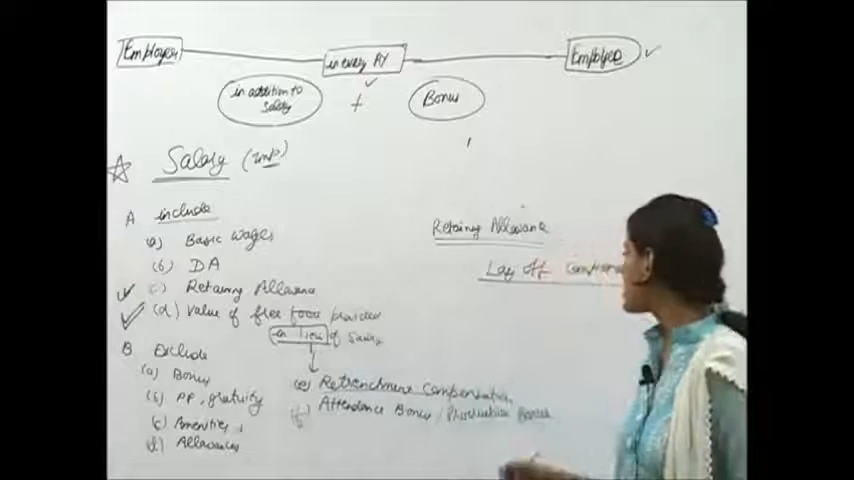 Employer
in every AY
Employee
in addition to
Salary
+
Bonus
Salary (Imp)
A include
(a) Basic Wages
(b) DA
(c) Retaining Allowance
(d) Value of free food provided
in lieu of
B Exclude
(a) Bonus
(b) PF, gratuity
(c) Amenities,
(d) Allowances
(e) Retrenchment Compensation
(f) Attendance Bonus / Production Bonus
Retaining Allowance
Lay off